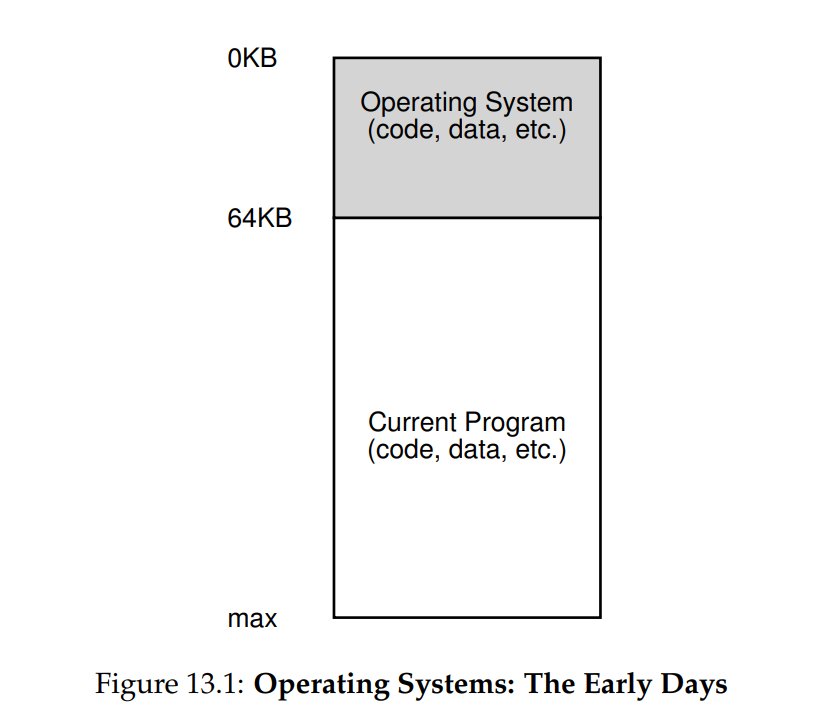 0KB
Operating System
(code, data, etc.)
64KB
Current Program
(code, data, etc.)
max
Figure 13.1: Operating Systems: The Early Days